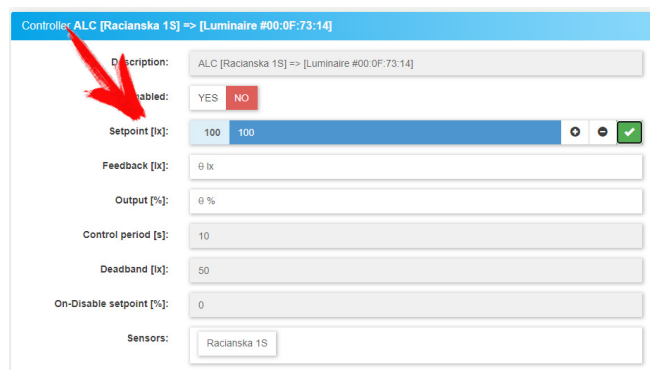 Controller ALC [Racianska 1S] => [Luminaire #00:0F:73:14]
Description: ALC [Racianska 1S] => [Luminaire #00:0F:73:14]
YES NO
Setpoint [lx]: 100 100
Feedback [lx]: θ lx
Output [%]: θ %
Control period [s]: 10
Deadband [lx]: 50
On-Disable setpoint [%]: 0
Sensors: Racianska 1S